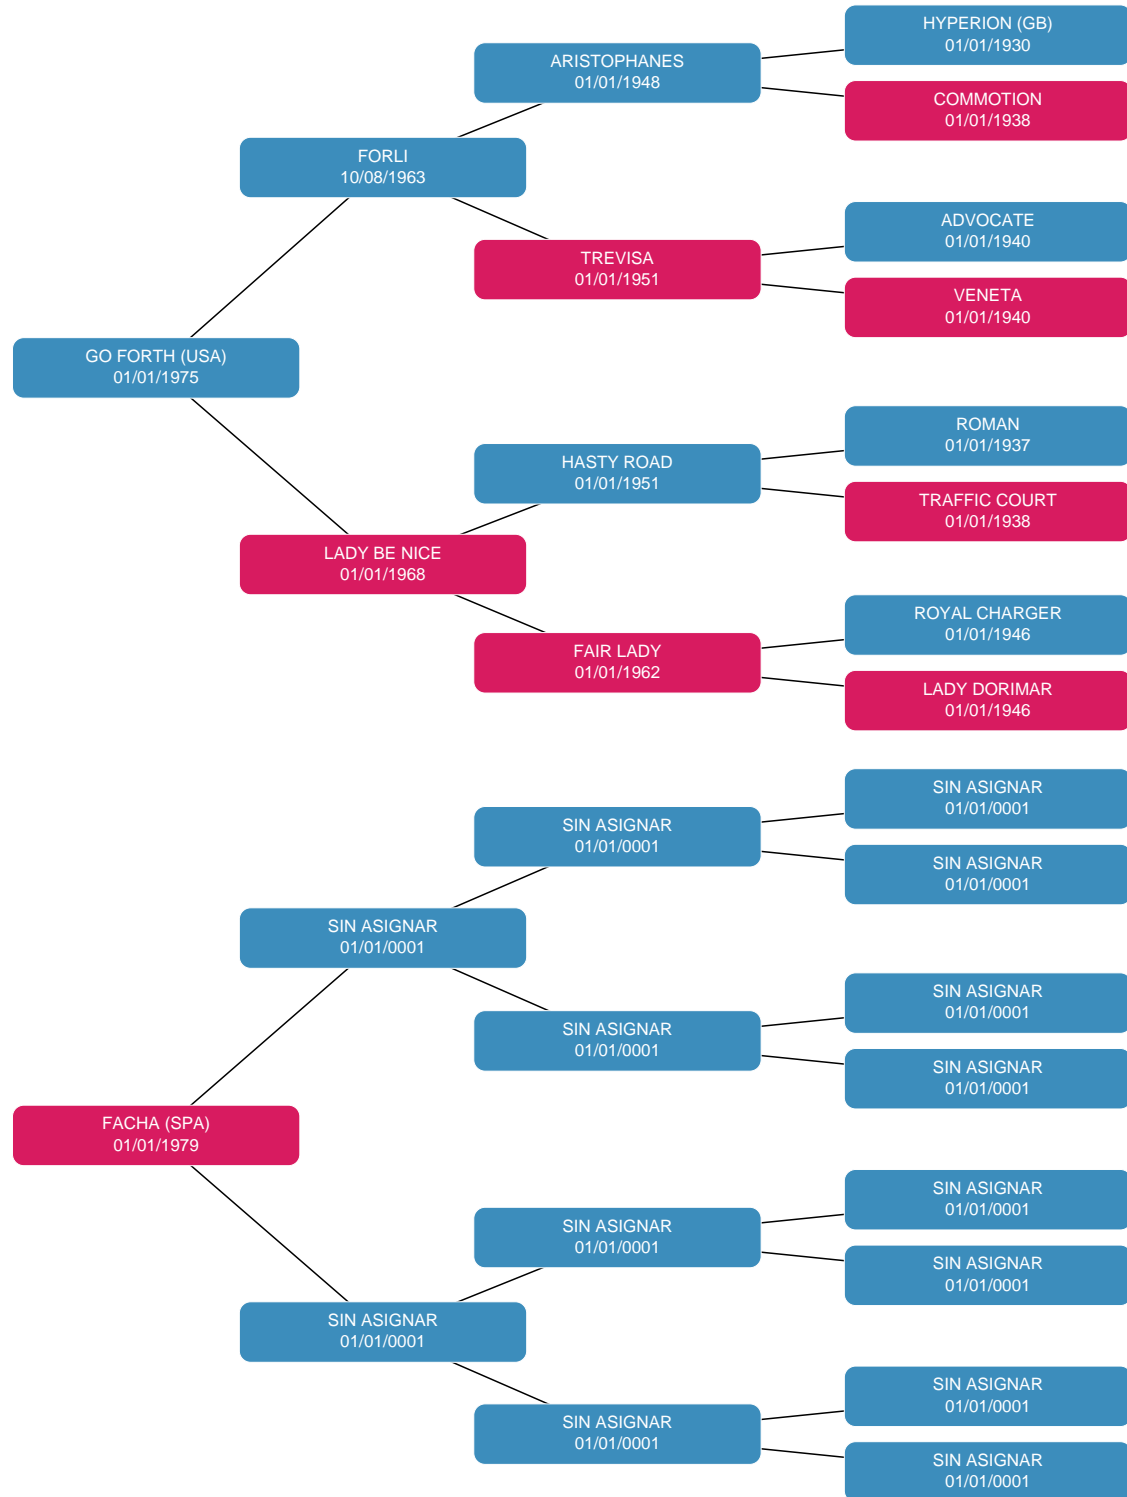 HYPERION (GB)
01/01/1930
ARISTOPHANES
01/01/1948
COMMOTION
01/01/1938
FORLI
10/08/1963
ADVOCATE
01/01/1940
TREVISA
01/01/1951
VENETA
01/01/1940
GO FORTH (USA)
01/01/1975
ROMAN
01/01/1937
HASTY ROAD
01/01/1951
TRAFFIC COURT
01/01/1938
LADY BE NICE
01/01/1968
ROYAL CHARGER
01/01/1946
FAIR LADY
01/01/1962
LADY DORIMAR
01/01/1946
SIN ASIGNAR
01/01/0001
SIN ASIGNAR
01/01/0001
SIN ASIGNAR
01/01/0001
SIN ASIGNAR
01/01/0001
SIN ASIGNAR
01/01/0001
SIN ASIGNAR
01/01/0001
SIN ASIGNAR
01/01/0001
FACHA (SPA)
01/01/1979
SIN ASIGNAR
01/01/0001
SIN ASIGNAR
01/01/0001
SIN ASIGNAR
01/01/0001
SIN ASIGNAR
01/01/0001
SIN ASIGNAR
01/01/0001
SIN ASIGNAR
01/01/0001
SIN ASIGNAR
01/01/0001